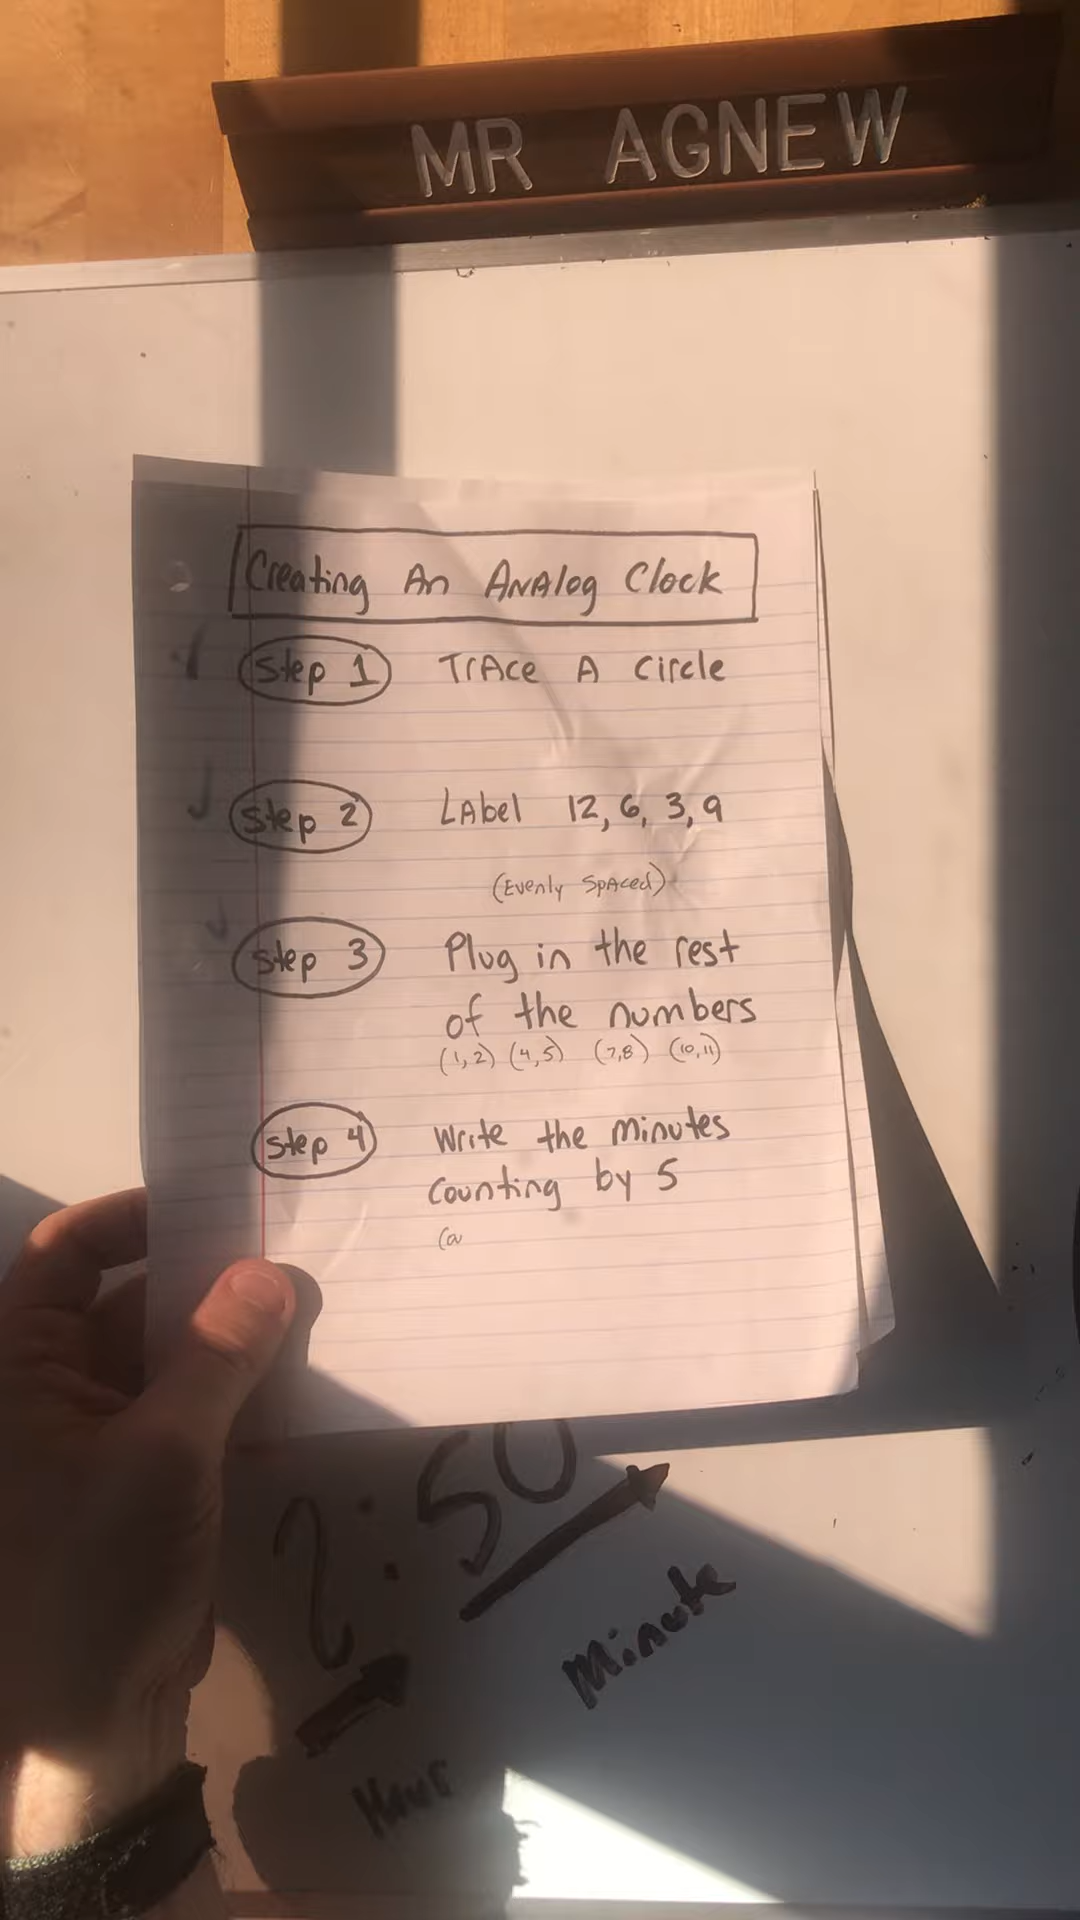 MR AGNEW
Creating An Analog Clock
Step 1 Trace A Circle
Step 2 Label 12, 6, 3, 9
(Evenly Spaced)
Step 3 Plug in the rest
of the numbers
(1,2) (4,5) (7,8) (10,11)
Step 4 Write the minutes
Counting by 5
2:50
Minute
Hour